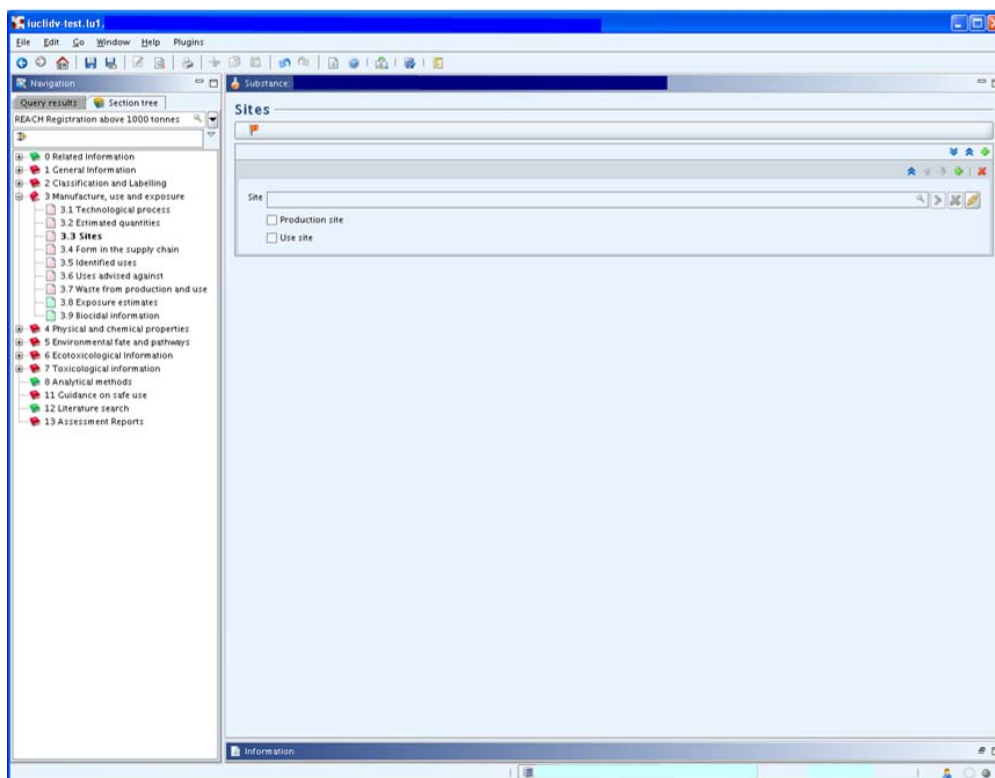 iuclidv-test.lu1.
File Edit Go Window Help Plugins
Navigation
Substance:
Query results Section tree
REACH Registration above 1000 tonnes
Sites
0 Related Information
1 General Information
2 Classification and Labelling
3 Manufacture, use and exposure
3.1 Technological process
3.2 Estimated quantities
3.3 Sites
3.4 Form in the supply chain
3.5 Identified uses
3.6 Uses advised against
3.7 Waste from production and use
3.8 Exposure estimates
3.9 Biocidal information
4 Physical and chemical properties
5 Environmental fate and pathways
6 Ecotoxicological Information
7 Toxicological information
8 Analytical methods
11 Guidance on safe use
12 Literature search
13 Assessment Reports
Site
Production site
Use site
Information